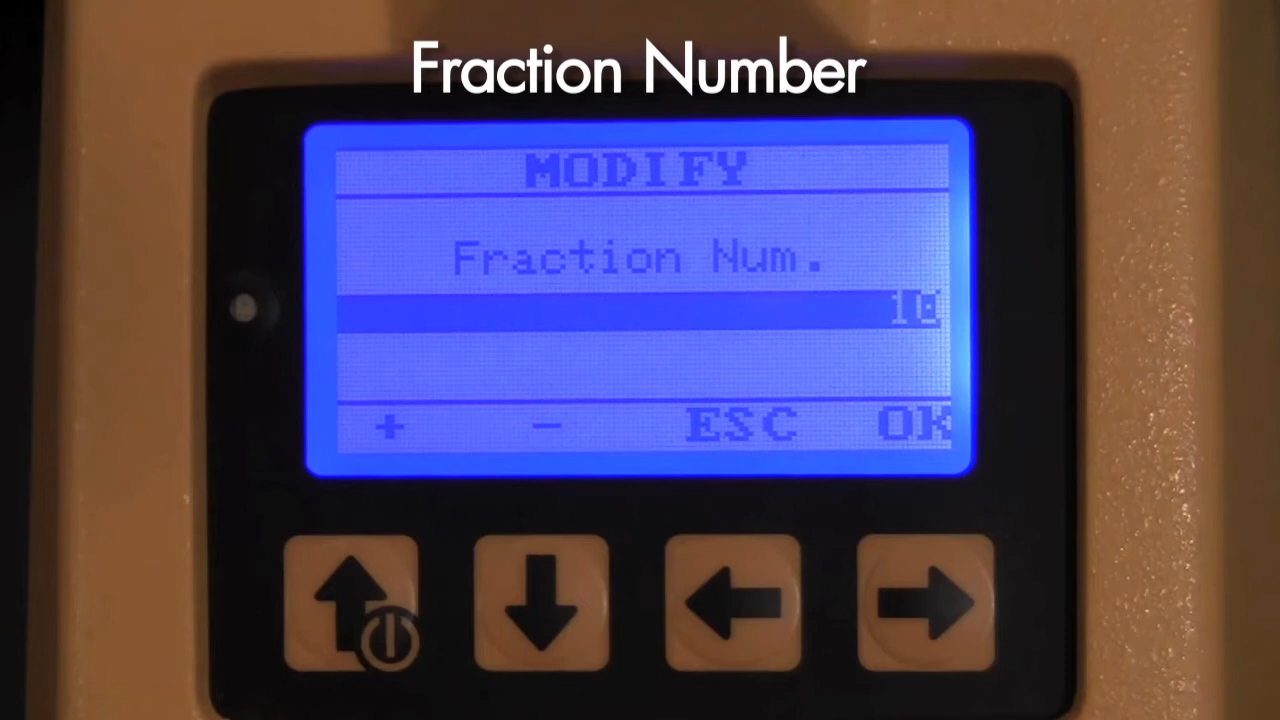 Fraction Number
MODIFY
Fraction Num.
10
+ - ESC OK